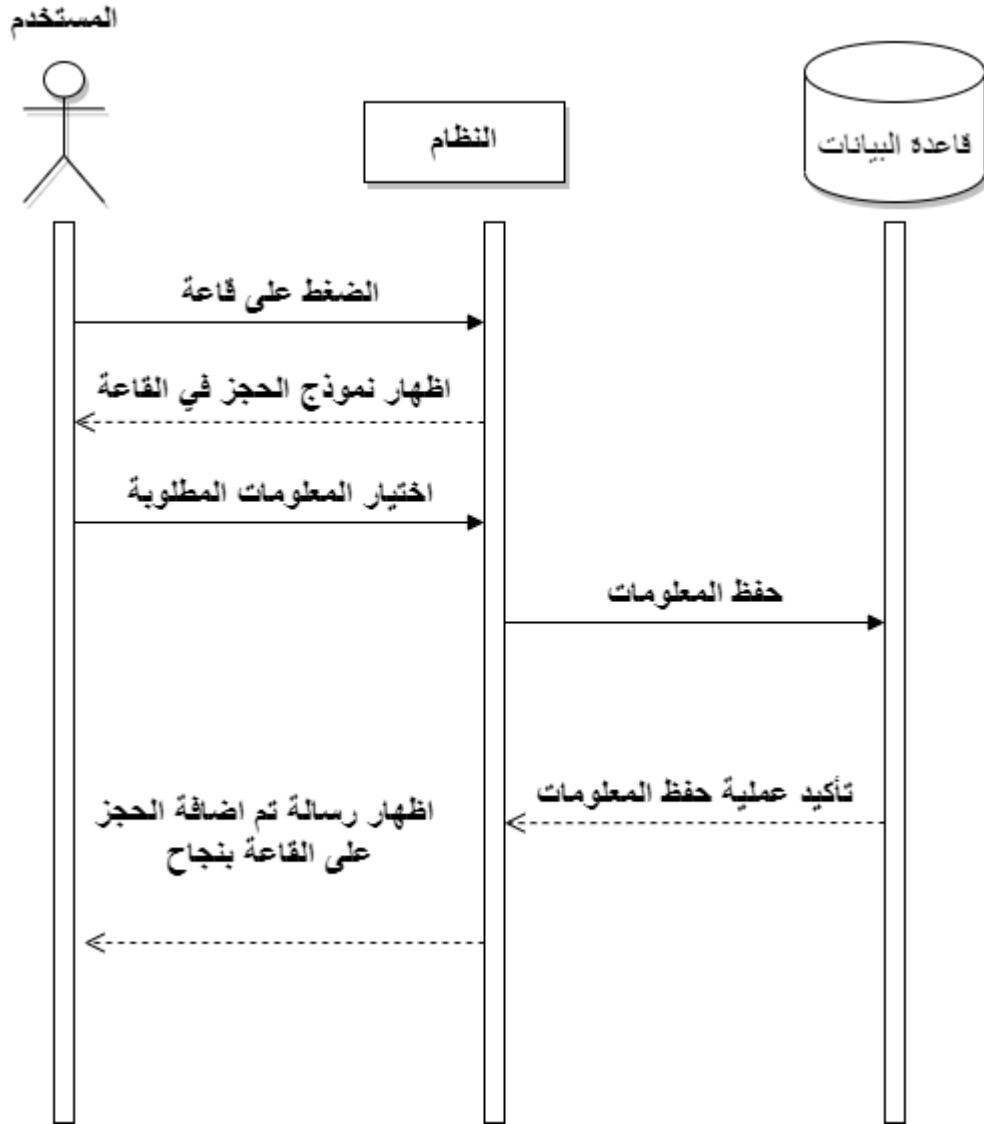 المستخدم
النظام
قاعده البيانات
الضغط على قاعة
اظهار نموذج الحجز في القاعة
اختيار المعلومات المطلوبة
حفظ المعلومات
تأكيد عملية حفظ المعلومات
اظهار رسالة تم اضافة الحجز
على القاعة بنجاح